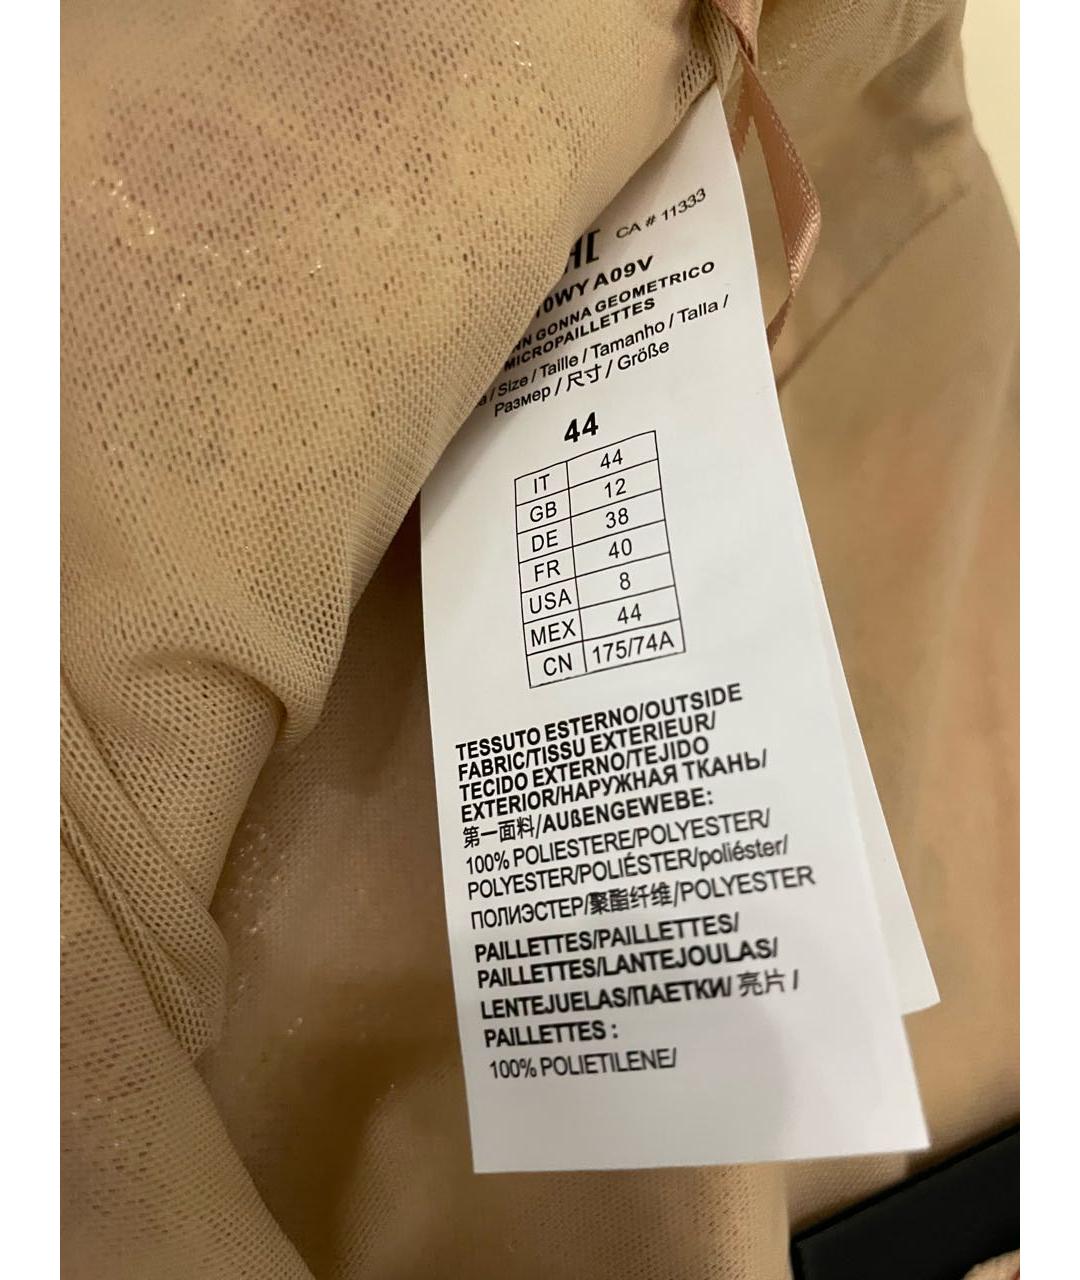 CA # 11333
EAC
10WY A09V
GONNA GEOMETRICO
MICROPAILLETTES
/ Size / Taille / Tamanho / Talla /
Размер / 尺寸 / Größe
44
IT 44
GB 12
DE 38
FR 40
USA 8
MEX 44
CN 175/74A
TESSUTO ESTERNO/OUTSIDE
FABRIC/TISSU EXTERIEUR/
TECIDO EXTERNO/TEJIDO
EXTERIOR/НАРУЖНАЯ ТКАНЬ/
第一面料/AUßENGEWEBE:
100% POLIESTERE/POLYESTER/
POLYESTER/POLIÉSTER/poliéster/
ПОЛИЭСТЕР/聚酯纤维/POLYESTER
PAILLETTES/PAILLETTES/
PAILLETTES/LANTEJOULAS/
LENTEJUELAS/ПАЕТКИ/ 亮片 /
PAILLETTES :
100% POLIETILENE/